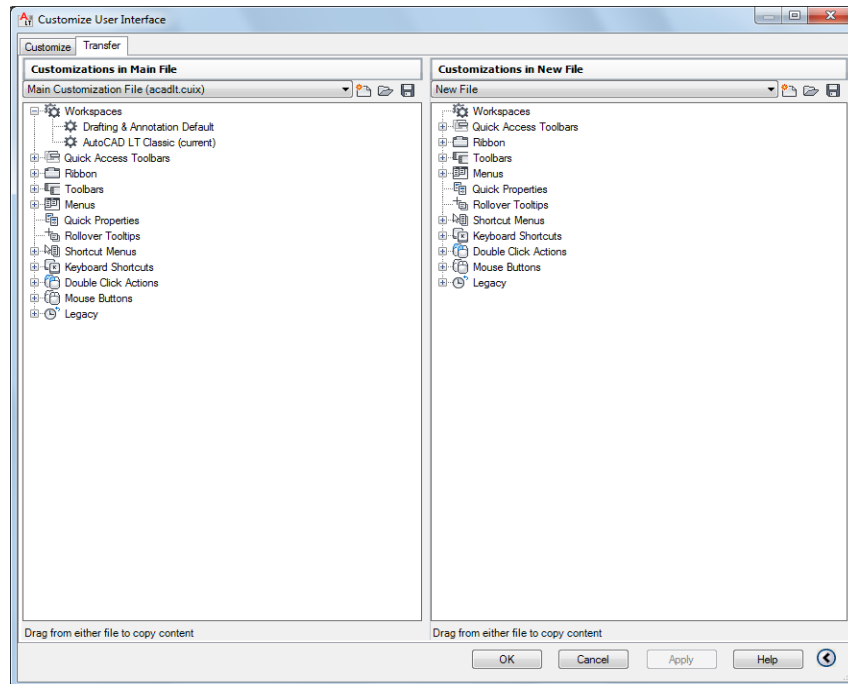 Customize User Interface
Customize Transfer
Customizations in Main File
Main Customization File (acadlt.cuix)
Workspaces
Drafting & Annotation Default
AutoCAD LT Classic (current)
Quick Access Toolbars
Ribbon
Toolbars
Menus
Quick Properties
Rollover Tooltips
Shortcut Menus
Keyboard Shortcuts
Double Click Actions
Mouse Buttons
Legacy
Drag from either file to copy content
Customizations in New File
New File
Workspaces
Quick Access Toolbars
Ribbon
Toolbars
Menus
Quick Properties
Rollover Tooltips
Shortcut Menus
Keyboard Shortcuts
Double Click Actions
Mouse Buttons
Legacy
Drag from either file to copy content
OK Cancel Apply Help